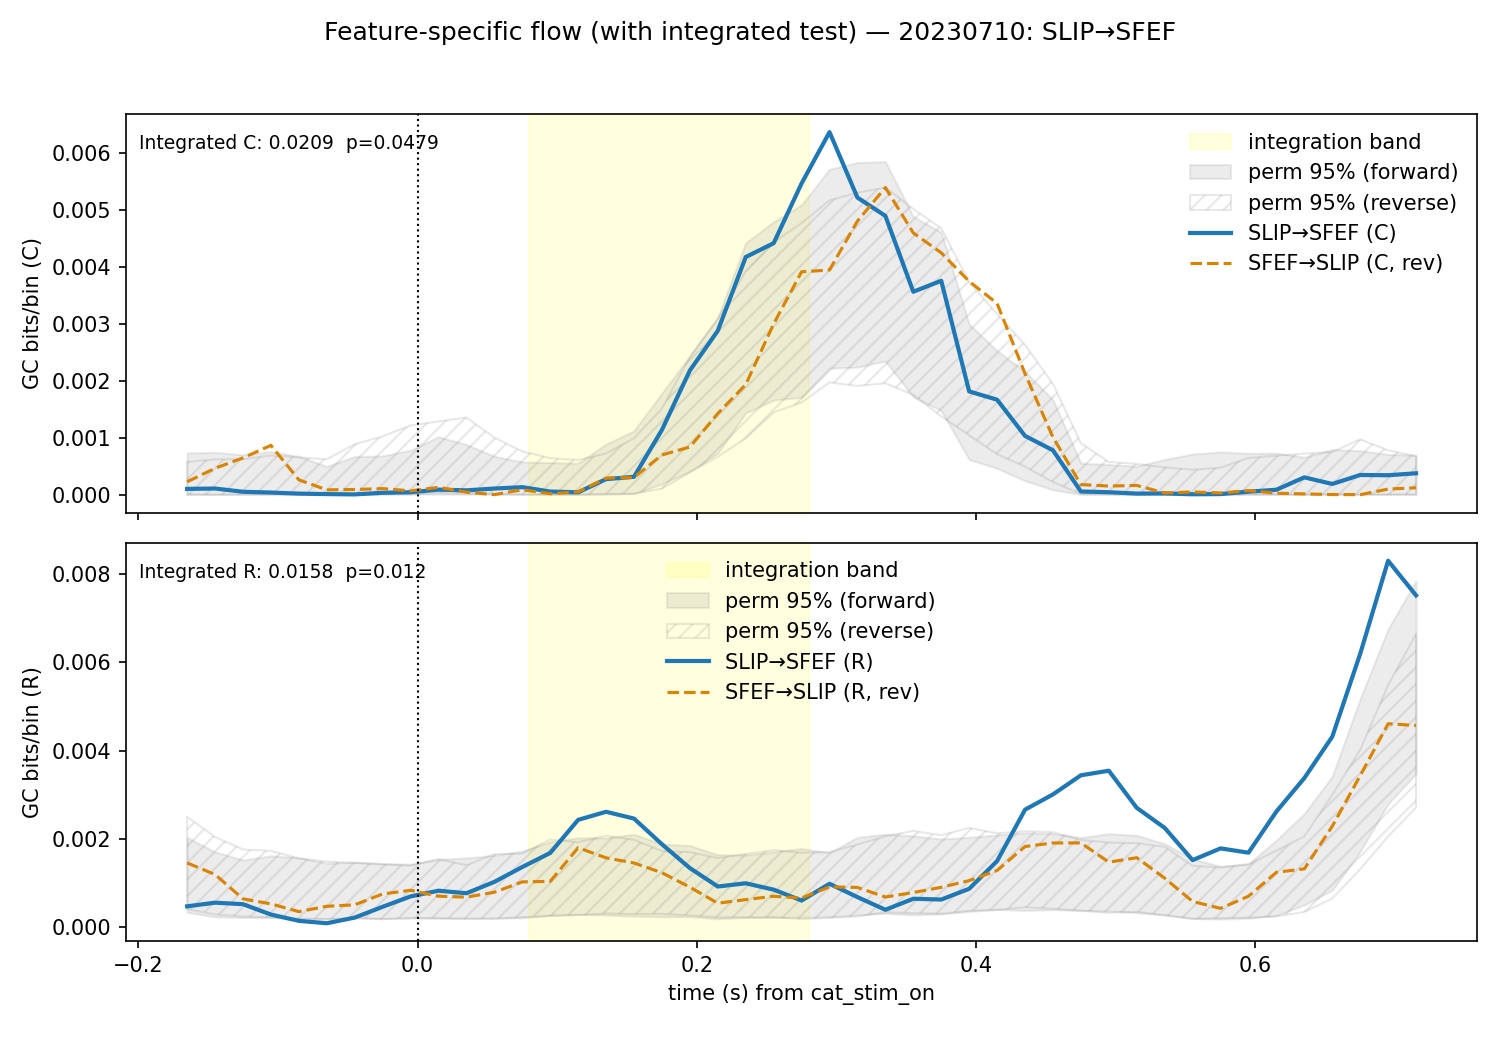 Feature-specific flow (with integrated test) — 20230710: SLIP→SFEF
Integrated C: 0.0209  p=0.0479
integration band
perm 95% (forward)
perm 95% (reverse)
SLIP→SFEF (C)
SFEF→SLIP (C, rev)
GC bits/bin (C)
0.006
0.005
0.004
0.003
0.002
0.001
0.000
Integrated R: 0.0158  p=0.012
integration band
perm 95% (forward)
perm 95% (reverse)
SLIP→SFEF (R)
SFEF→SLIP (R, rev)
GC bits/bin (R)
0.008
0.006
0.004
0.002
0.000
−0.2 0.0 0.2 0.4 0.6
time (s) from cat_stim_on